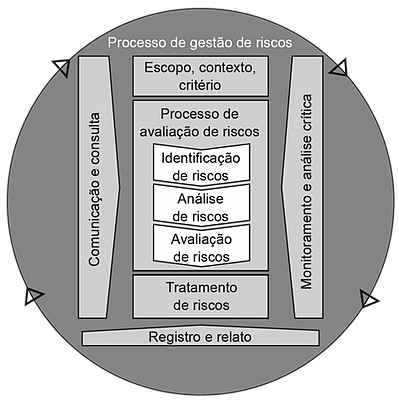 Processo de gestão de riscos
Escopo, contexto,
critério
Processo de
avaliação de riscos
Identificação
de riscos
Análise
de riscos
Avaliação
de riscos
Tratamento
de riscos
Comunicação e consulta
Monitoramento e análise crítica
Registro e relato